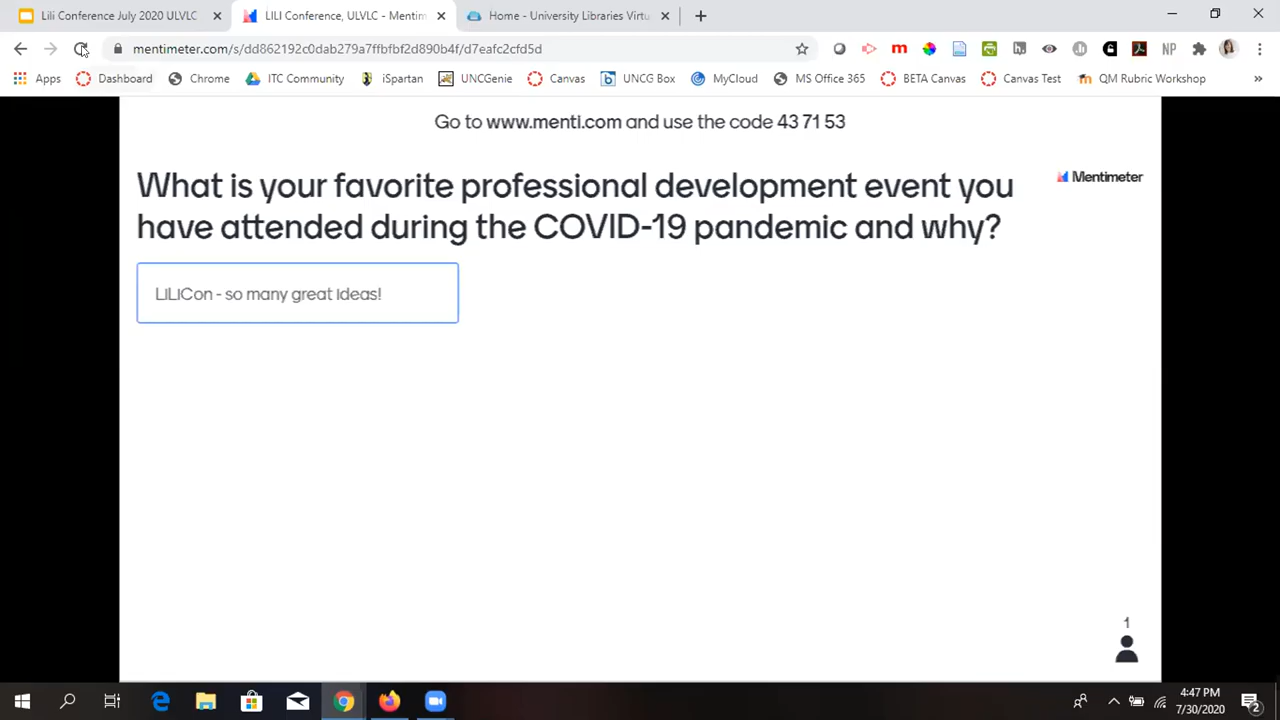 Lili Conference July 2020 ULVLC
LILI Conference, ULVLC - Mentim
Home - University Libraries Virtu
mentimeter.com/s/dd862192c0dab279a7ffbfbf2d890b4f/d7eafc2cfd5d
Apps Dashboard Chrome ITC Community iSpartan UNCGenie Canvas UNCG Box MyCloud MS Office 365 BETA Canvas Canvas Test QM Rubric Workshop
Go to www.menti.com and use the code 43 71 53
Mentimeter
What is your favorite professional development event you
have attended during the COVID-19 pandemic and why?
LILICon - so many great ideas!
1
4:47 PM
7/30/2020
2